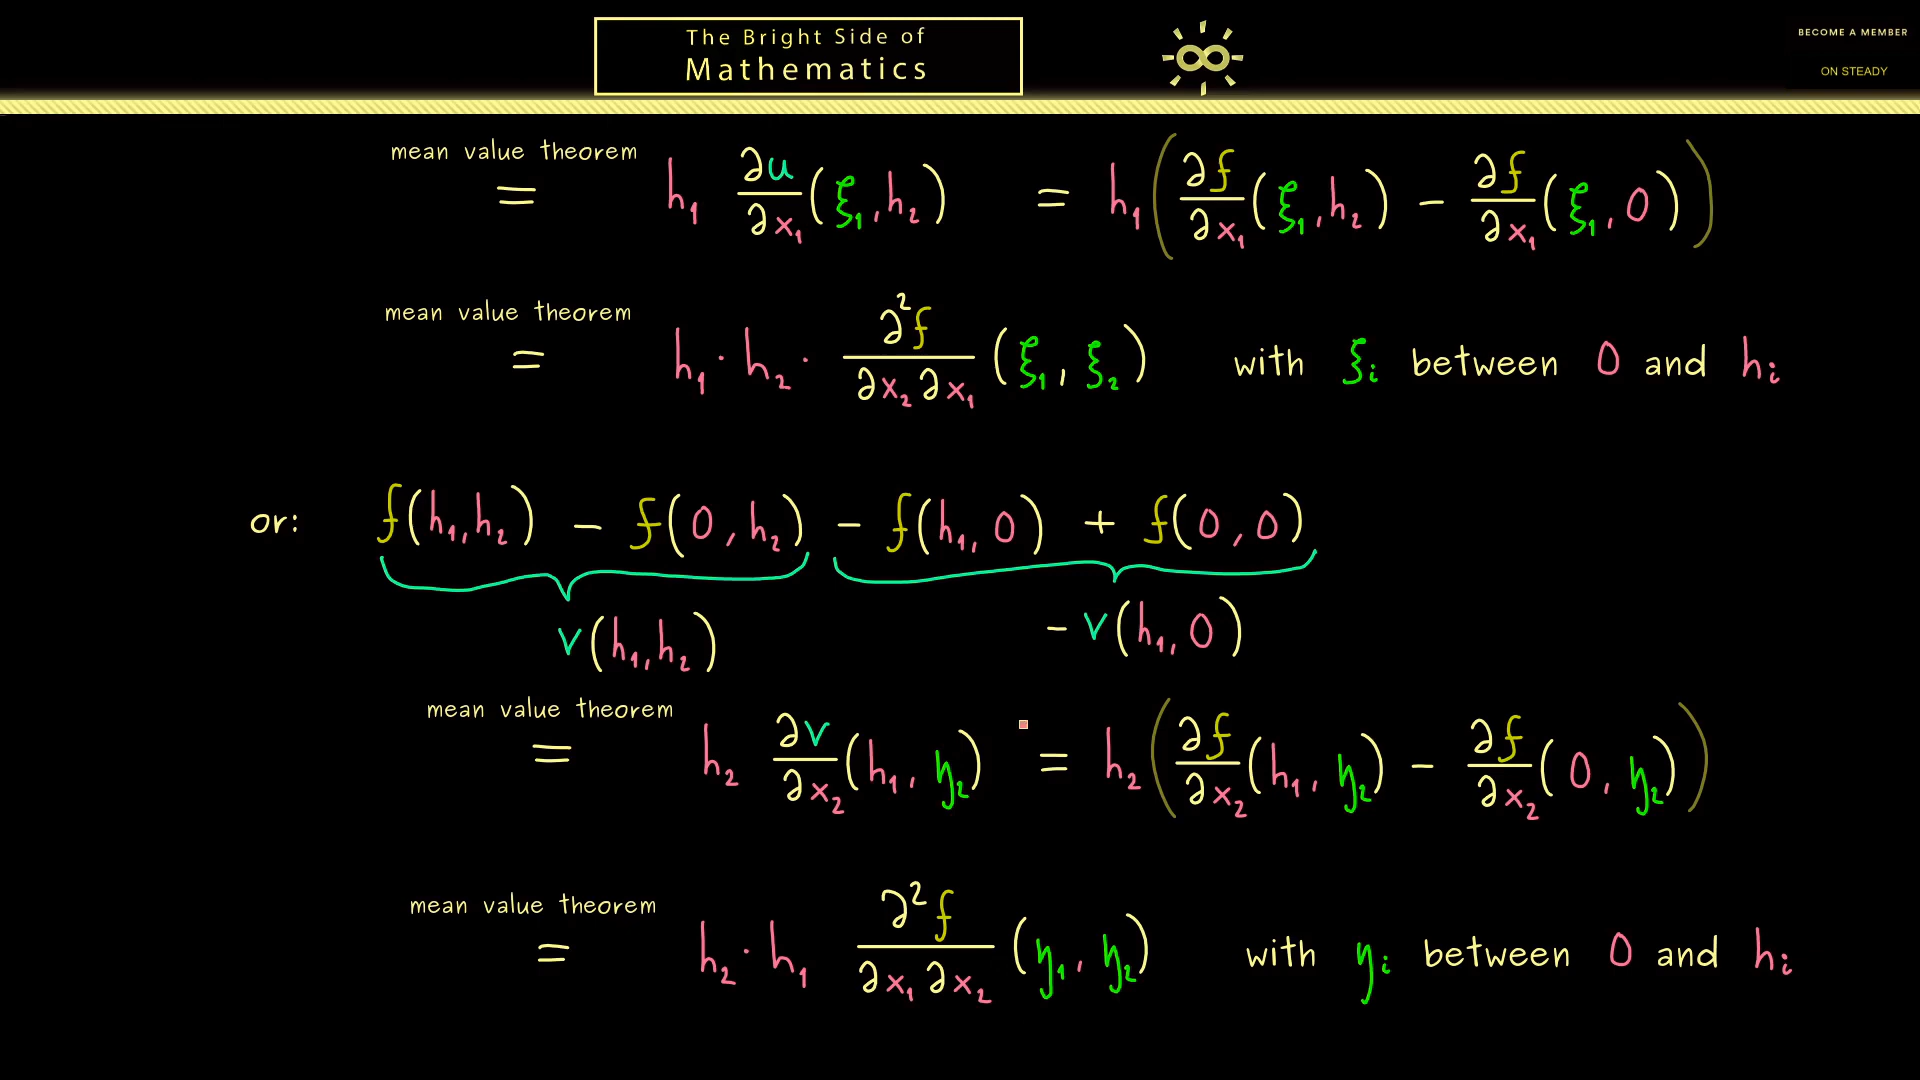 The Bright Side of
Mathematics
BECOME A MEMBER
ON STEADY
mean value theorem
= h₁ ∂u/∂x₁(ξ₁, h₂) = h₁(∂f/∂x₁(ξ₁, h₂) − ∂f/∂x₁(ξ₁, 0))
mean value theorem
= h₁ · h₂ · ∂²f/∂x₂∂x₁(ξ₁, ξ₂) with ξᵢ between 0 and hᵢ
or: f(h₁, h₂) − f(0, h₂) − f(h₁, 0) + f(0, 0)
v(h₁, h₂) − v(h₁, 0)
mean value theorem
= h₂ ∂v/∂x₂(h₁, η₂) = h₂(∂f/∂x₂(h₁, η₂) − ∂f/∂x₂(0, η₂))
mean value theorem
= h₂ · h₁ ∂²f/∂x₁∂x₂(η₁, η₂) with ηᵢ between 0 and hᵢ